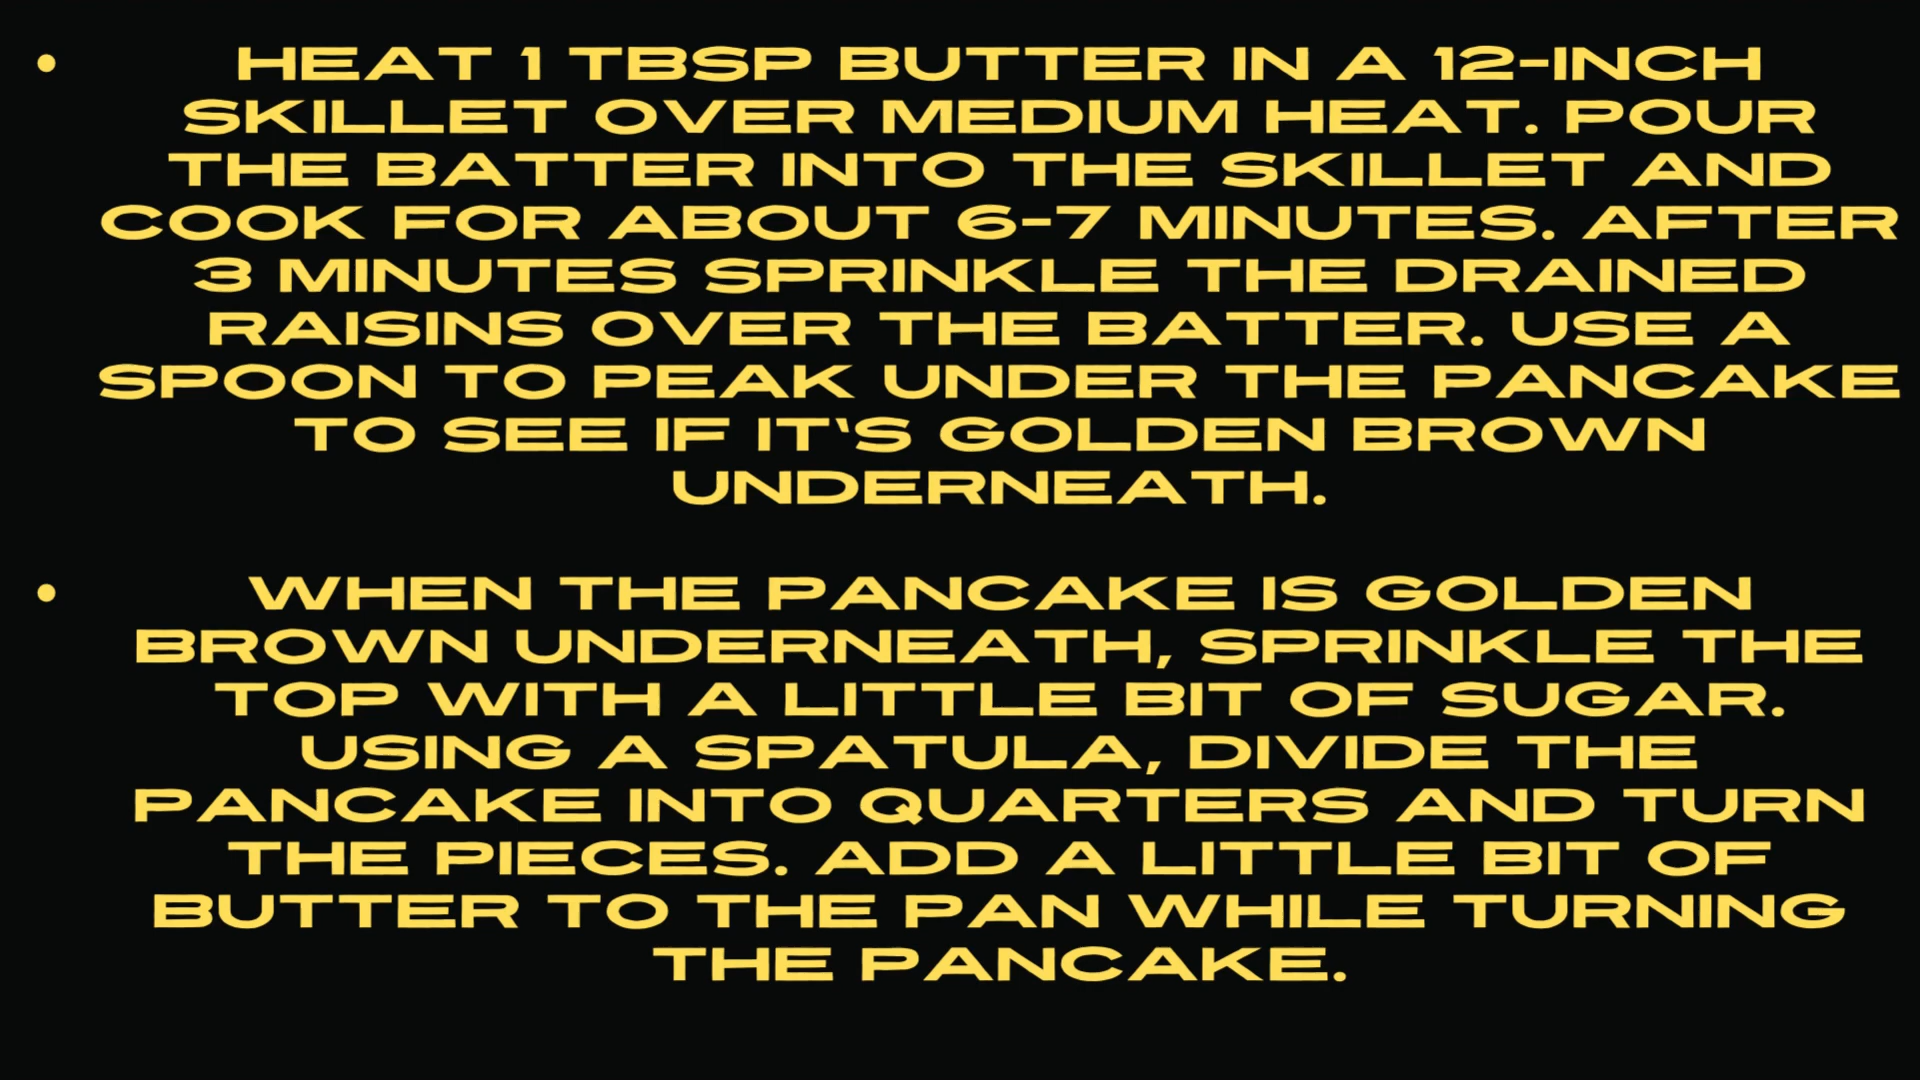 • HEAT 1 TBSP BUTTER IN A 12-INCH
SKILLET OVER MEDIUM HEAT. POUR
THE BATTER INTO THE SKILLET AND
COOK FOR ABOUT 6-7 MINUTES. AFTER
3 MINUTES SPRINKLE THE DRAINED
RAISINS OVER THE BATTER. USE A
SPOON TO PEAK UNDER THE PANCAKE
TO SEE IF IT‛S GOLDEN BROWN
UNDERNEATH.
• WHEN THE PANCAKE IS GOLDEN
BROWN UNDERNEATH, SPRINKLE THE
TOP WITH A LITTLE BIT OF SUGAR.
USING A SPATULA, DIVIDE THE
PANCAKE INTO QUARTERS AND TURN
THE PIECES. ADD A LITTLE BIT OF
BUTTER TO THE PAN WHILE TURNING
THE PANCAKE.